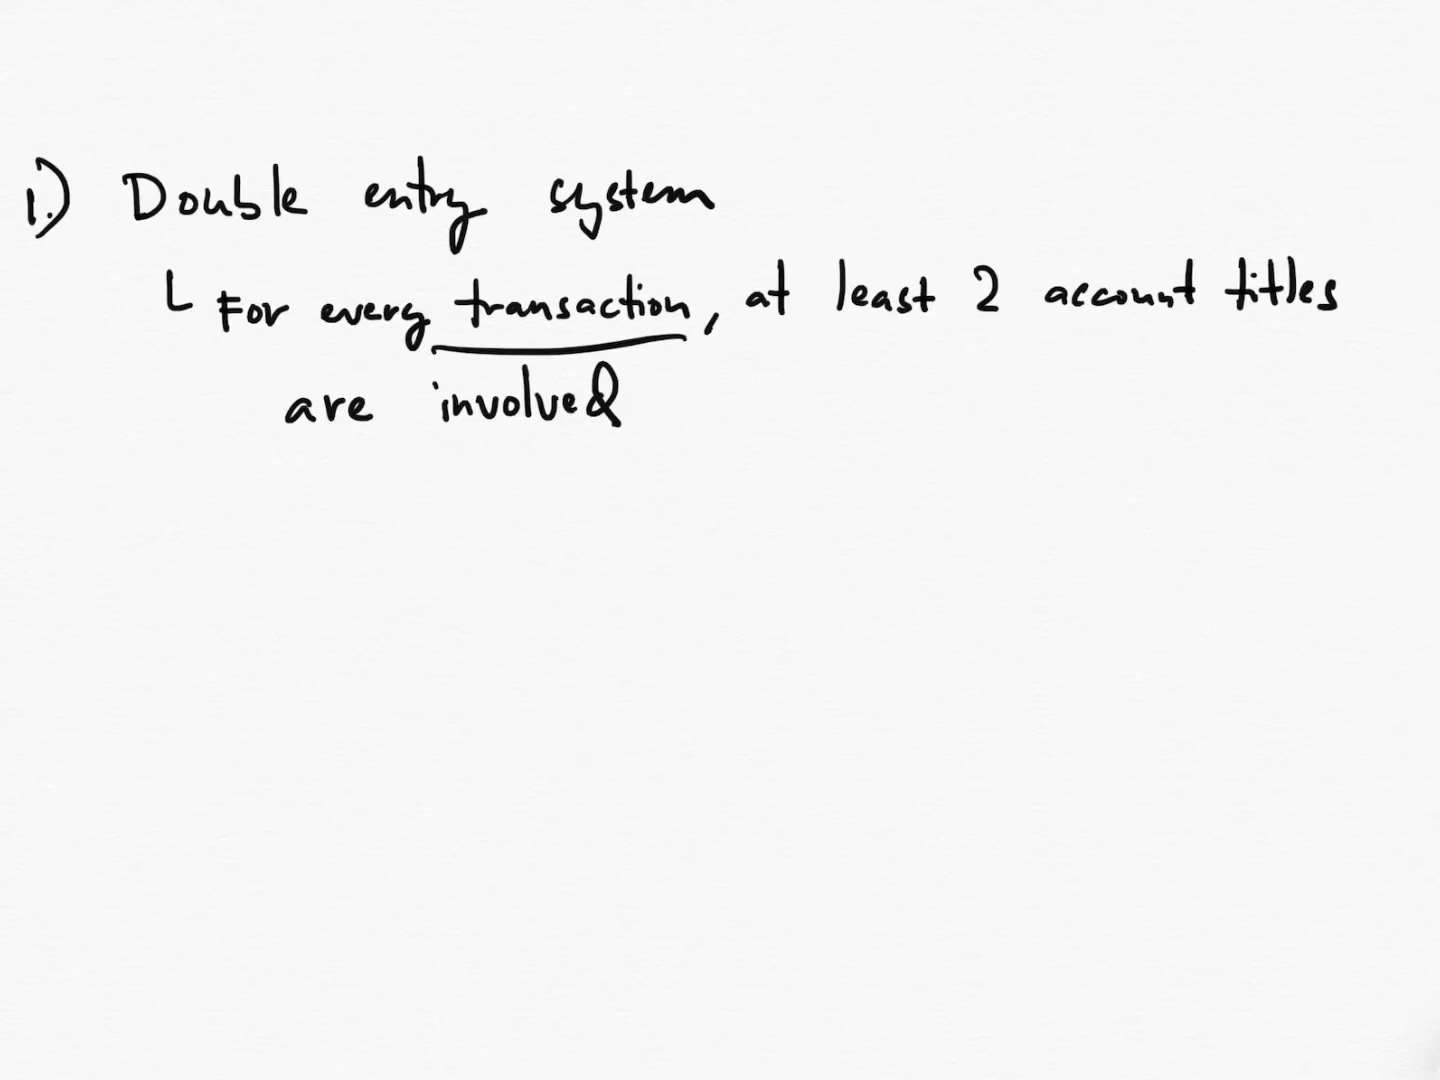 1.) Double entry system
└ For every transaction, at least 2 account titles
are involved